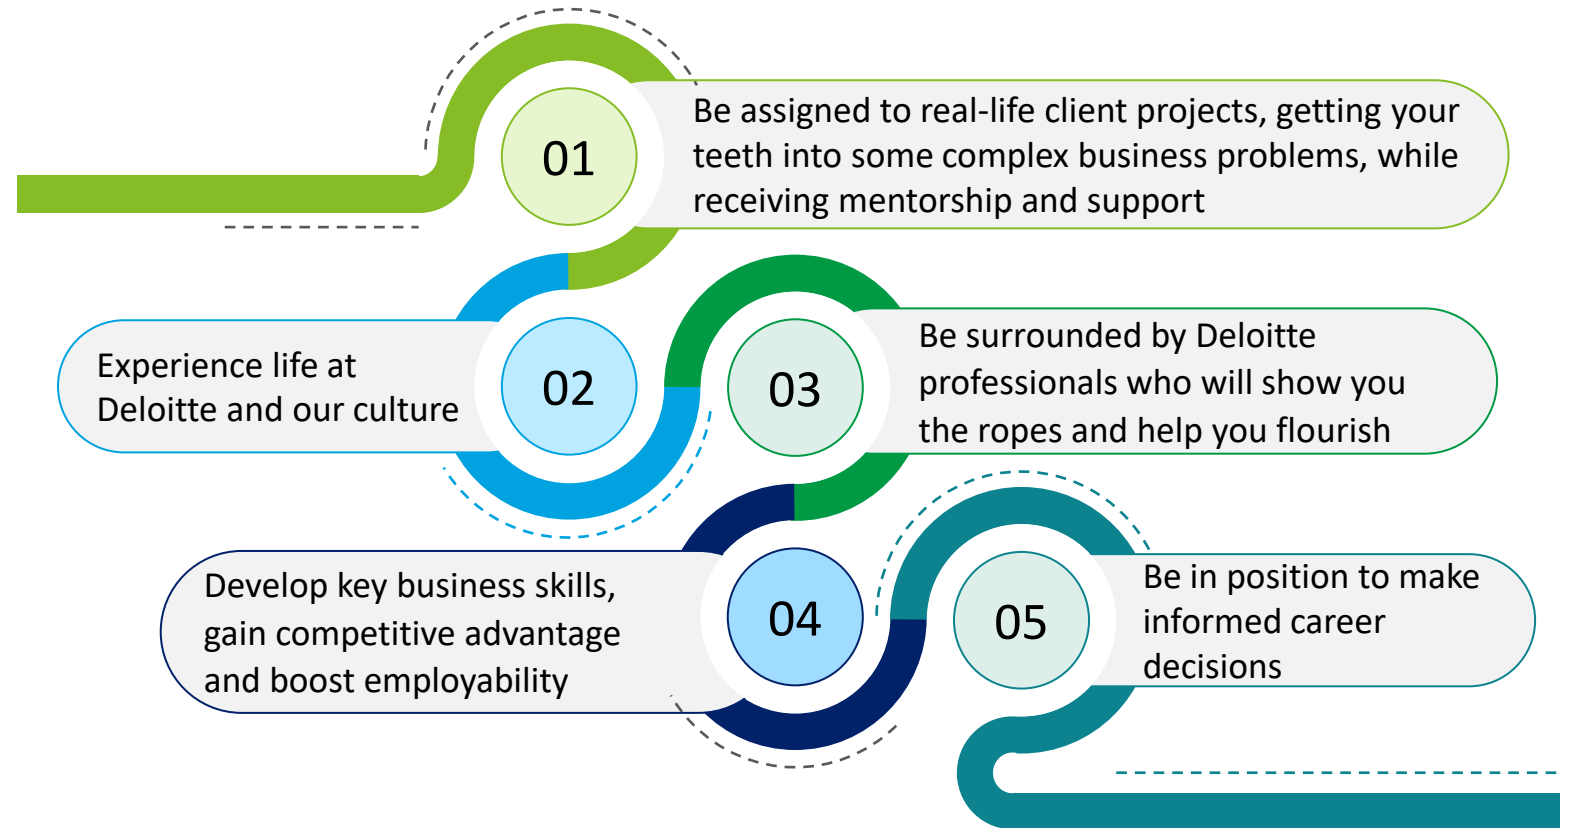 01
Be assigned to real-life client projects, getting your
teeth into some complex business problems, while
receiving mentorship and support
Experience life at
Deloitte and our culture
02
03
Be surrounded by Deloitte
professionals who will show you
the ropes and help you flourish
Develop key business skills,
gain competitive advantage
and boost employability
04
05
Be in position to make
informed career
decisions